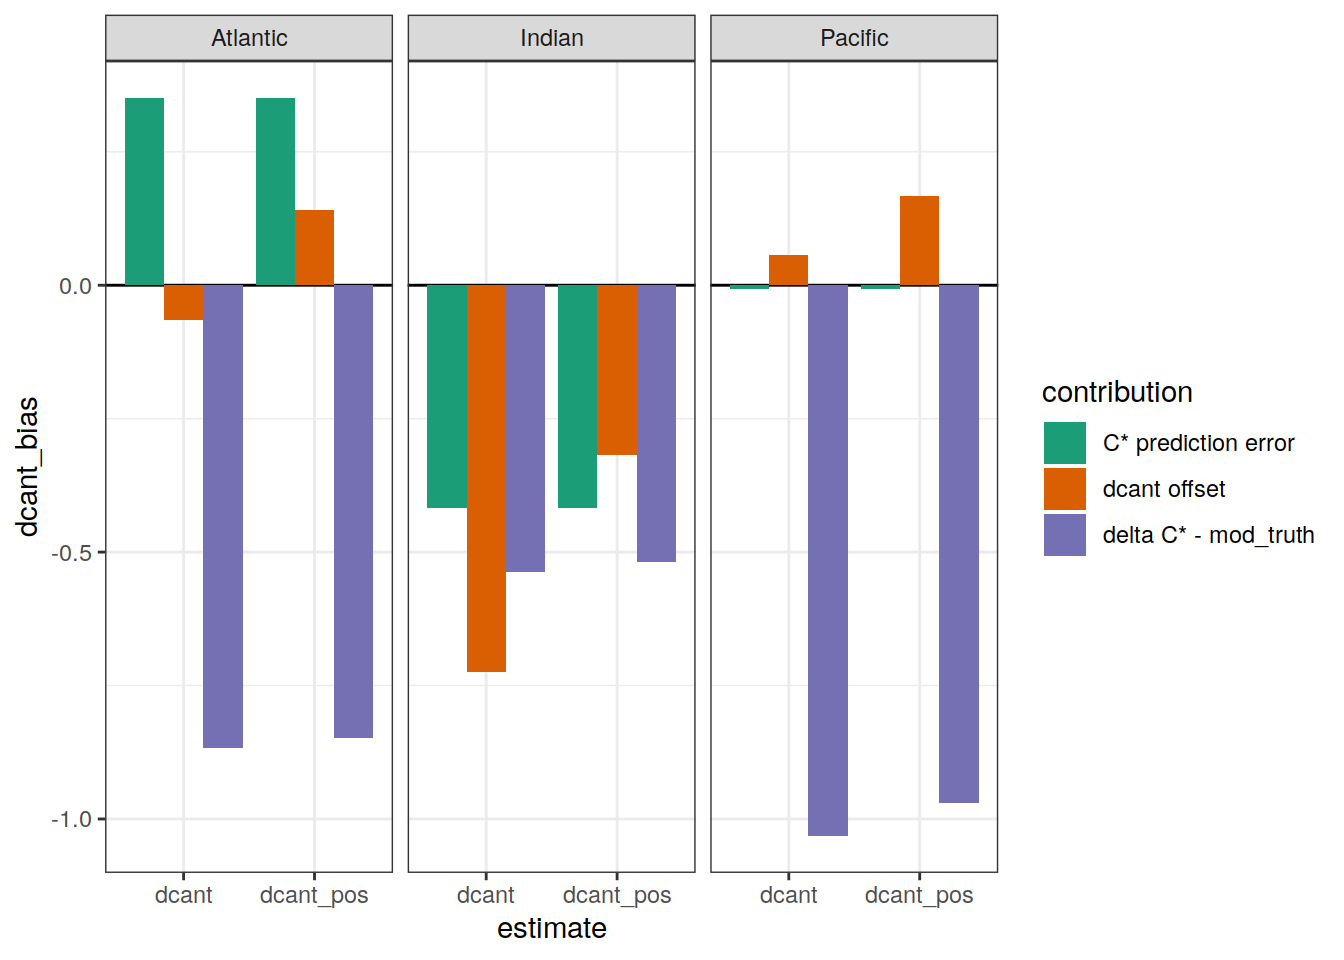 Atlantic
Indian
Pacific
0.0
-0.5
-1.0
dcant_bias
dcant
dcant_pos
dcant
dcant_pos
dcant
dcant_pos
estimate
contribution
C* prediction error
dcant offset
delta C* - mod_truth